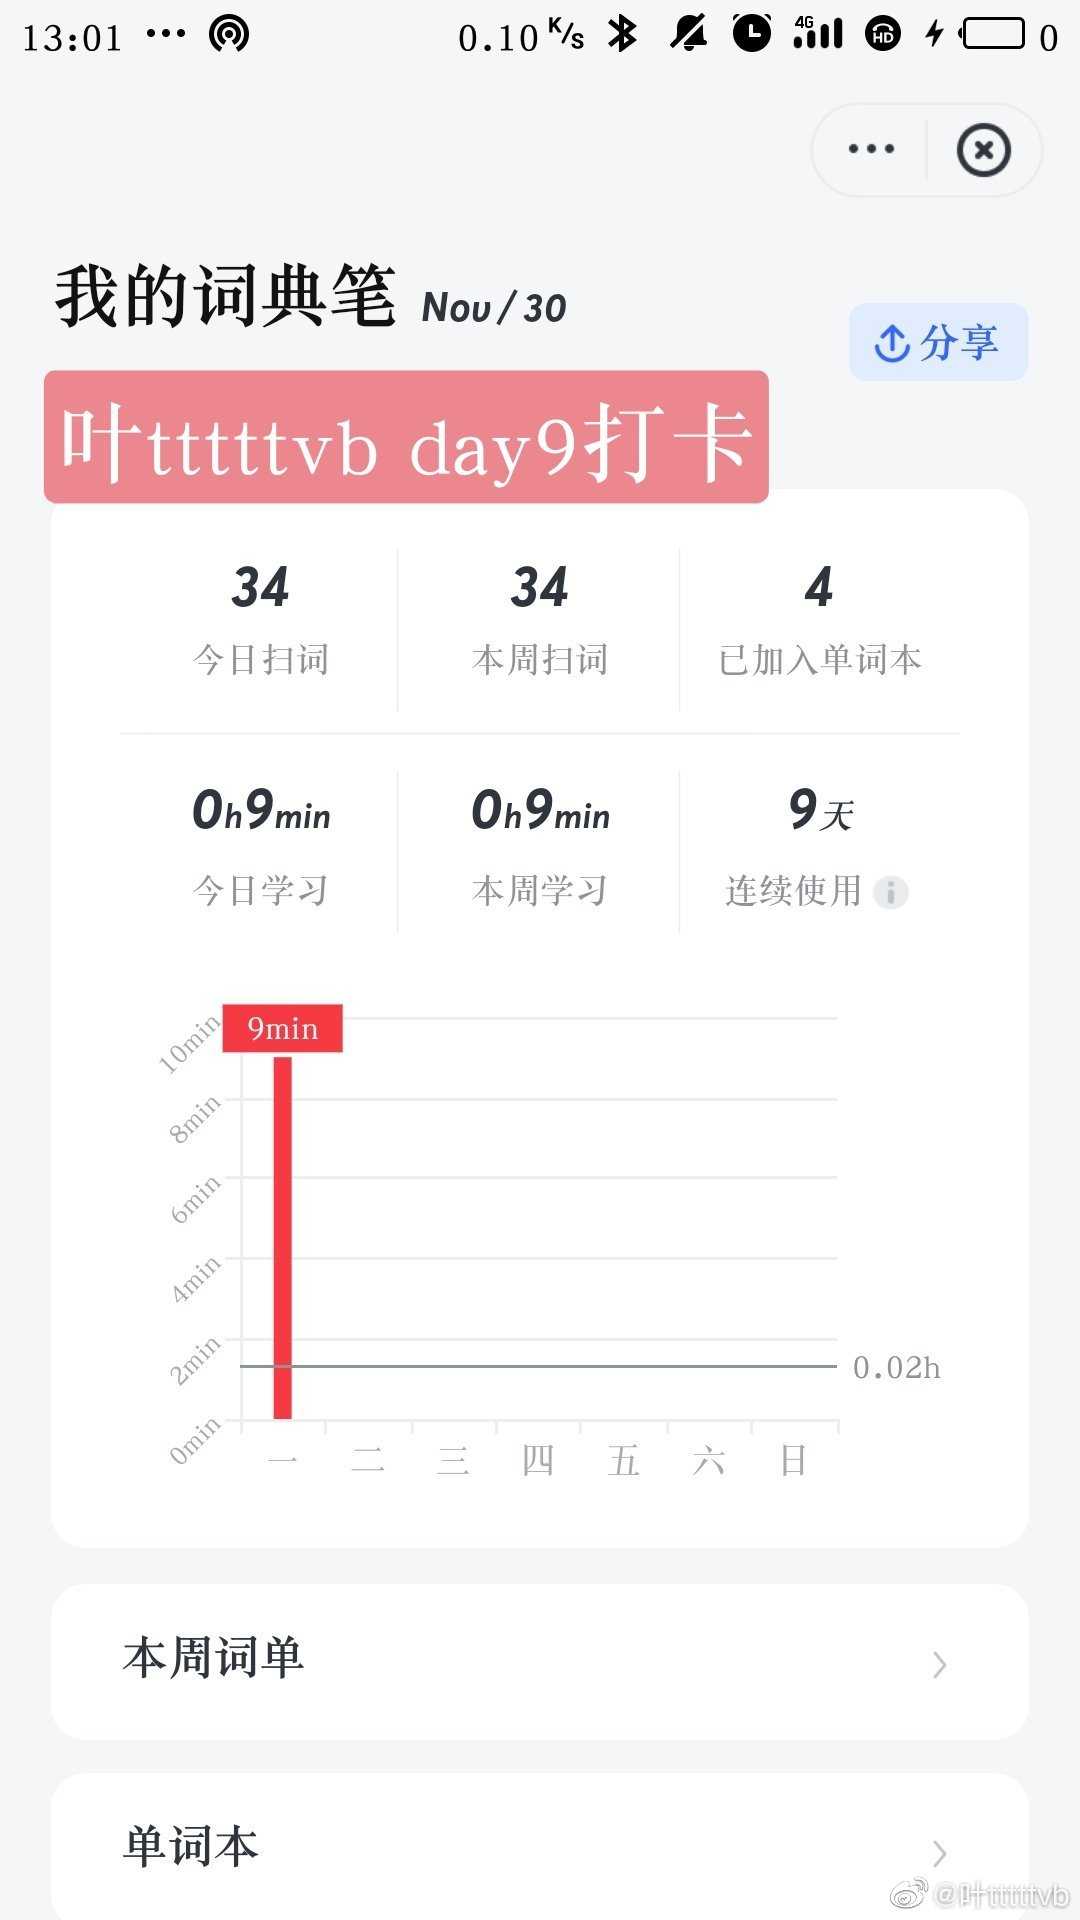 13:01 ... 0.10 K/s 4G HD 0
...
我的词典笔 Nov/30
分享
叶tttttvb day9打卡
34 34 4
今日扫词 本周扫词 已加入单词本
0h9min 0h9min 9天
今日学习 本周学习 连续使用
9min
10min
8min
6min
4min
2min
0.02h
0min
一 二 三 四 五 六 日
本周词单
单词本
@叶tttttvb